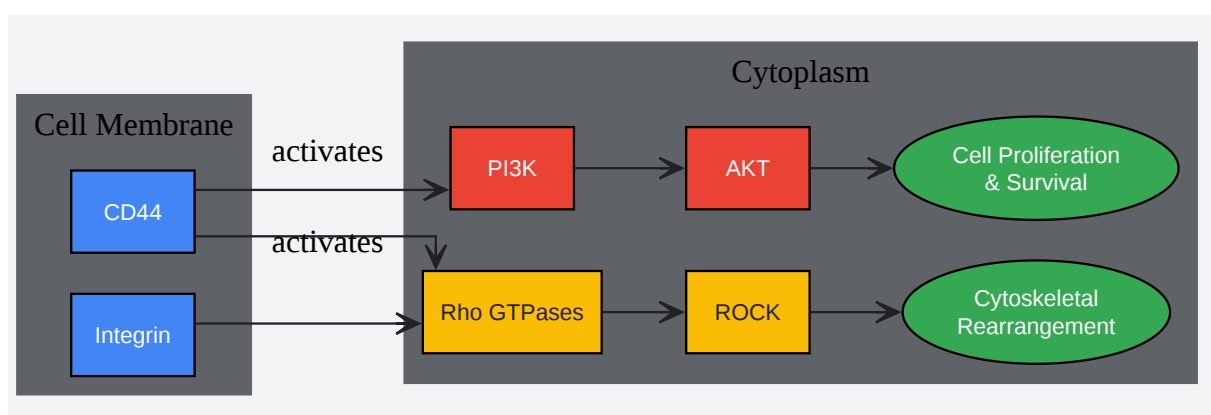 Cytoplasm
Cell Membrane
activates
PI3K
AKT
Cell Proliferation
& Survival
CD44
activates
Rho GTPases
ROCK
Cytoskeletal
Rearrangement
Integrin